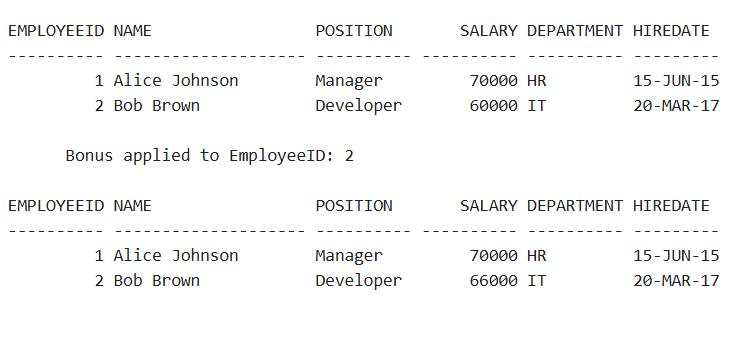 EMPLOYEEID NAME                 POSITION       SALARY DEPARTMENT HIREDATE
---------- -------------------- ---------- ---------- ---------- ---------
         1 Alice Johnson        Manager         70000 HR         15-JUN-15
         2 Bob Brown            Developer       60000 IT         20-MAR-17
      Bonus applied to EmployeeID: 2
EMPLOYEEID NAME                 POSITION       SALARY DEPARTMENT HIREDATE
---------- -------------------- ---------- ---------- ---------- ---------
         1 Alice Johnson        Manager         70000 HR         15-JUN-15
         2 Bob Brown            Developer       66000 IT         20-MAR-17